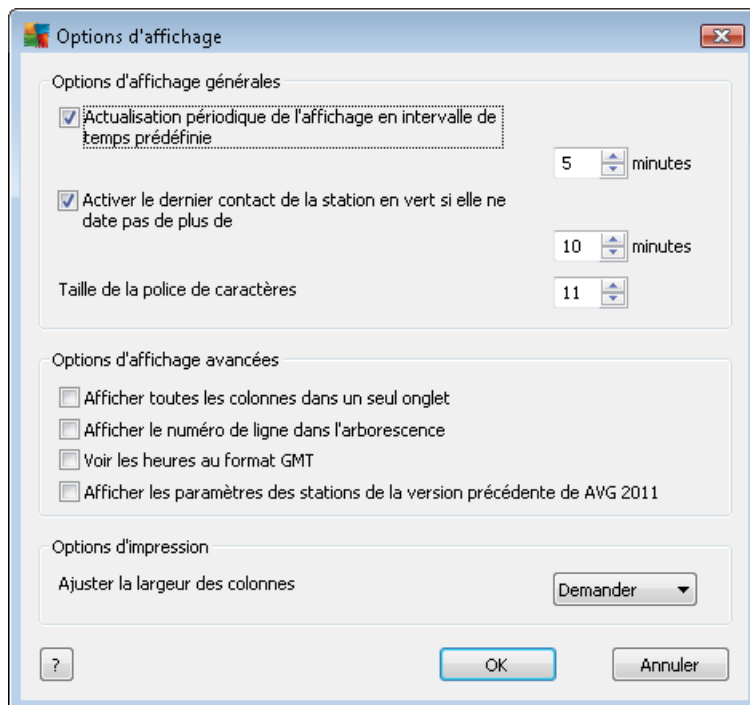 Options d'affichage
Options d'affichage générales
Actualisation périodique de l'affichage en intervalle de
temps prédéfinie
5 minutes
Activer le dernier contact de la station en vert si elle ne
date pas de plus de
10 minutes
Taille de la police de caractères 11
Options d'affichage avancées
Afficher toutes les colonnes dans un seul onglet
Afficher le numéro de ligne dans l'arborescence
Voir les heures au format GMT
Afficher les paramètres des stations de la version précédente de AVG 2011
Options d'impression
Ajuster la largeur des colonnes Demander
? OK Annuler